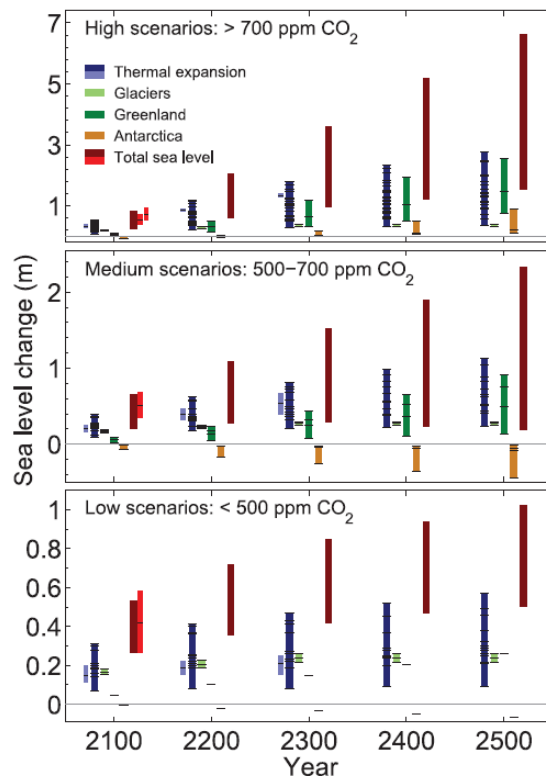 Sea level change (m)
High scenarios: > 700 ppm CO₂
Thermal expansion
Glaciers
Greenland
Antarctica
Total sea level
7
5
3
1
Medium scenarios: 500−700 ppm CO₂
2
1
0
Low scenarios: < 500 ppm CO₂
1
0.8
0.6
0.4
0.2
0
2100 2200 2300 2400 2500
Year